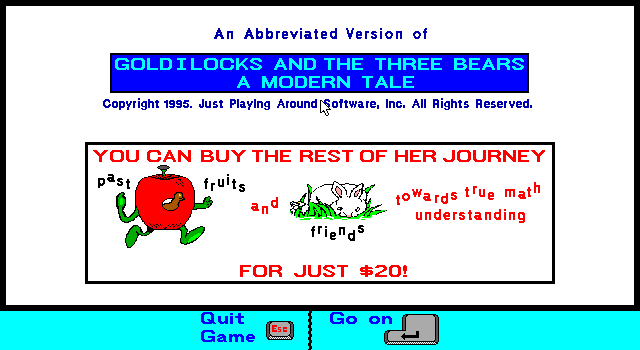 An Abbreviated Version of
GOLDILOCKS AND THE THREE BEARS
A MODERN TALE
Copyright 1995. Just Playing Around Software, Inc. All Rights Reserved.
YOU CAN BUY THE REST OF HER JOURNEY
past fruits and friends towards true math
understanding
FOR JUST $20!
Quit Game Esc
Go on